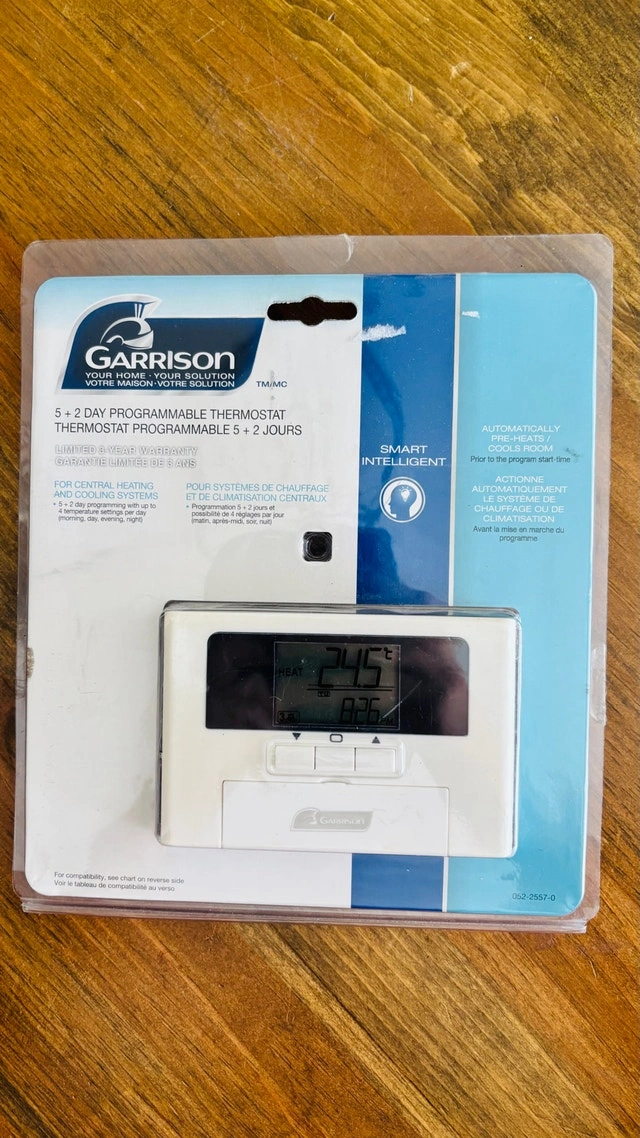 GARRISON
YOUR HOME · YOUR SOLUTION
VOTRE MAISON · VOTRE SOLUTION
TM/MC
5 + 2 DAY PROGRAMMABLE THERMOSTAT
THERMOSTAT PROGRAMMABLE 5 + 2 JOURS
LIMITED 3-YEAR WARRANTY
GARANTIE LIMITÉE DE 3 ANS
FOR CENTRAL HEATING
AND COOLING SYSTEMS
• 5 + 2 day programming with up to
4 temperature settings per day
(morning, day, evening, night)
POUR SYSTÈMES DE CHAUFFAGE
ET DE CLIMATISATION CENTRAUX
• Programmation 5 + 2 jours et
possibilité de 4 réglages par jour
(matin, après-midi, soir, nuit)
SMART
INTELLIGENT
AUTOMATICALLY
PRE-HEATS /
COOLS ROOM
Prior to the program start-time
ACTIONNE
AUTOMATIQUEMENT
LE SYSTÈME DE
CHAUFFAGE OU DE
CLIMATISATION
Avant la mise en marche du
programme
HEAT 24.5 °C
8:26
GARRISON
For compatibility, see chart on reverse side
Voir le tableau de compatibilité au verso
052-2557-0